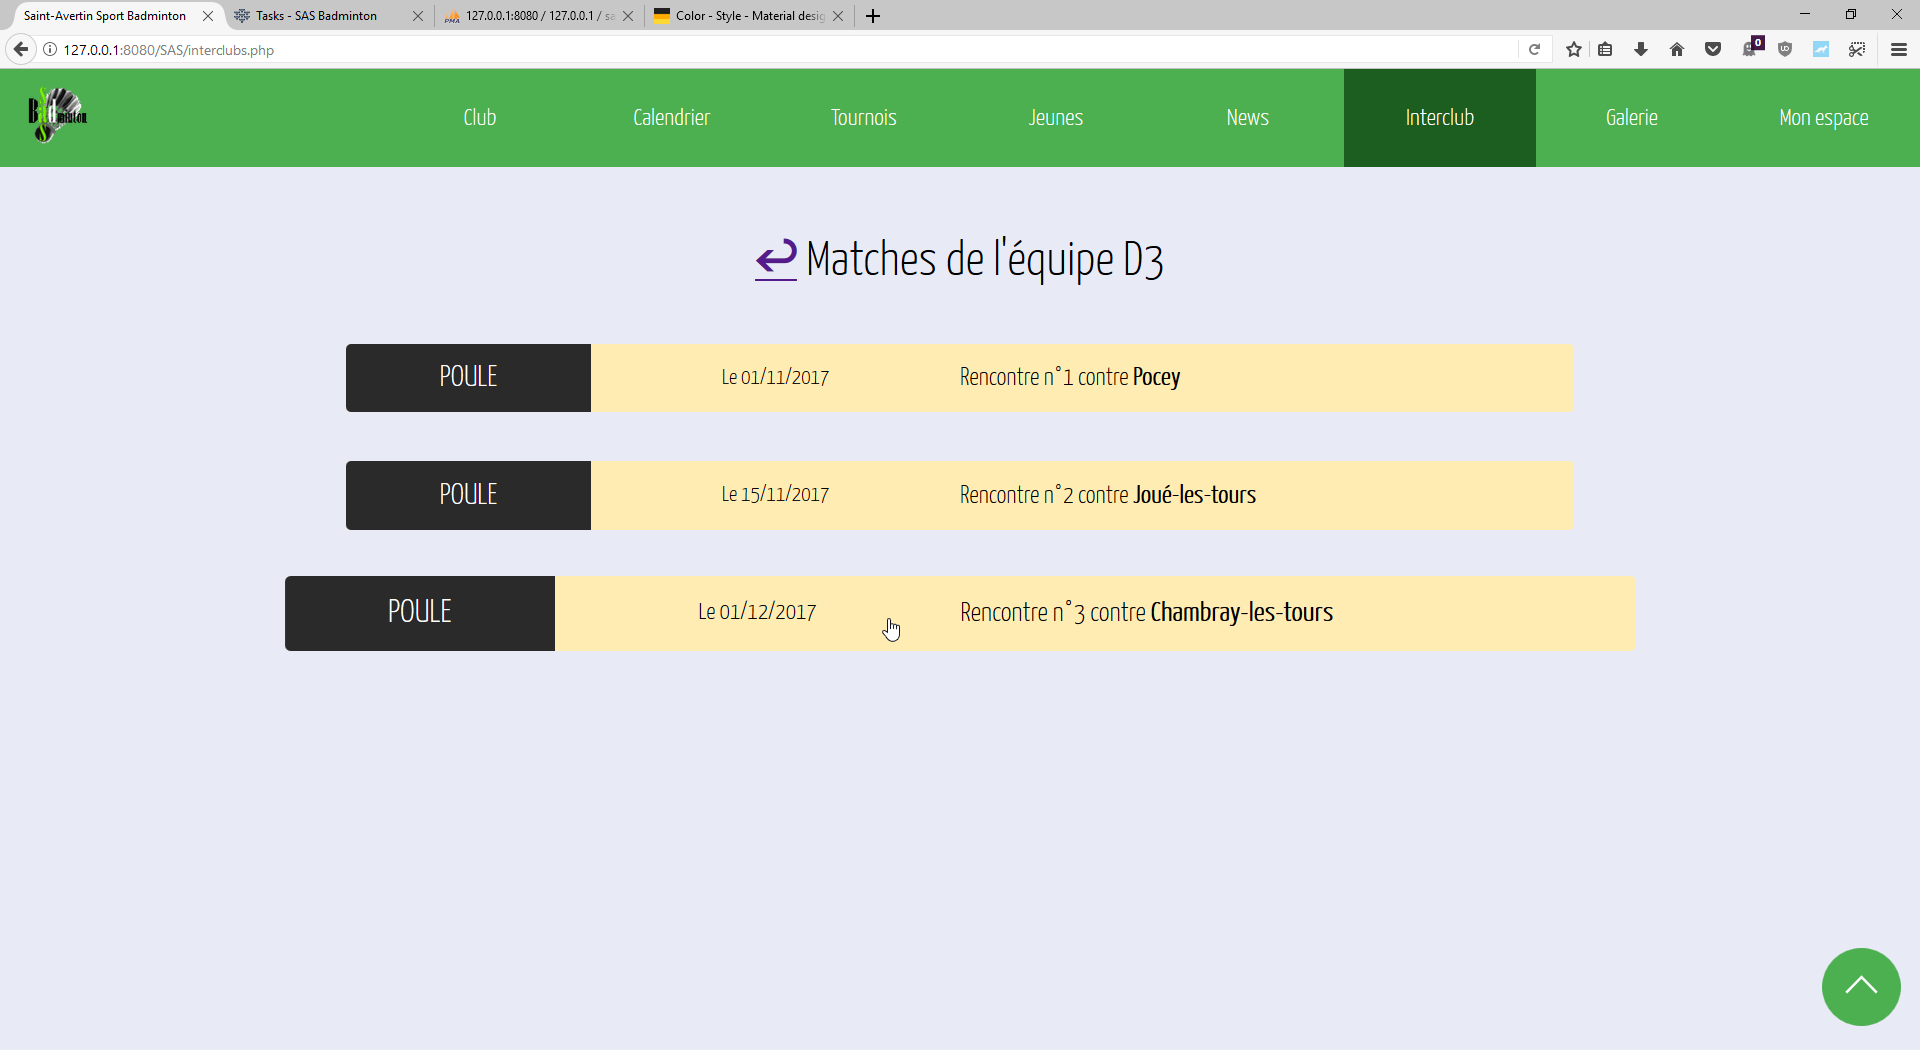 Saint-Avertin Sport Badminton
Tasks - SAS Badminton
127.0.0.1:8080 / 127.0.0.1 / sa
Color - Style - Material desig
127.0.0.1:8080/SAS/interclubs.php
0
Badminton
Club
Calendrier
Tournois
Jeunes
News
Interclub
Galerie
Mon espace
Matches de l'équipe D3
POULE
Le 01/11/2017
Rencontre n°1 contre Pocey
POULE
Le 15/11/2017
Rencontre n°2 contre Joué-les-tours
POULE
Le 01/12/2017
Rencontre n°3 contre Chambray-les-tours